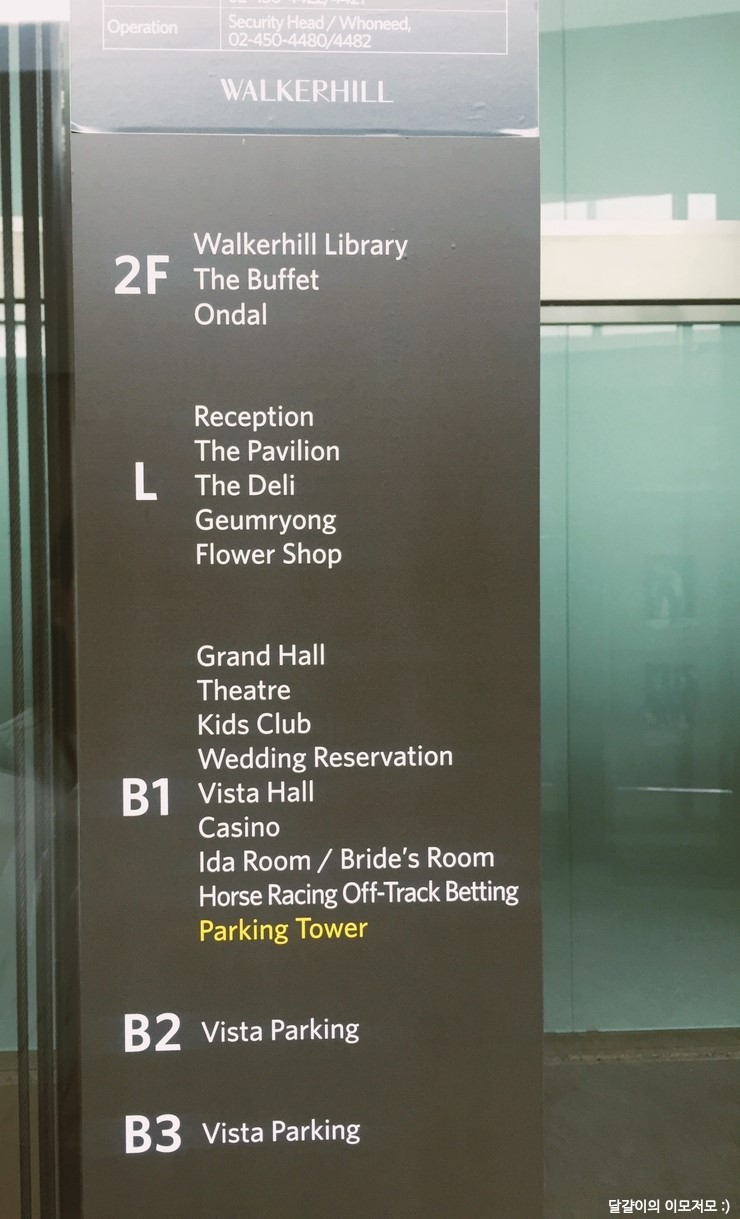 Operation
Security Head / Whoneed,
02-450-4480/4482
WALKERHILL
2F
Walkerhill Library
The Buffet
Ondal
L
Reception
The Pavilion
The Deli
Geumryong
Flower Shop
B1
Grand Hall
Theatre
Kids Club
Wedding Reservation
Vista Hall
Casino
Ida Room / Bride's Room
Horse Racing Off-Track Betting
Parking Tower
B2 Vista Parking
B3 Vista Parking
달걀이의 이모저모 :)